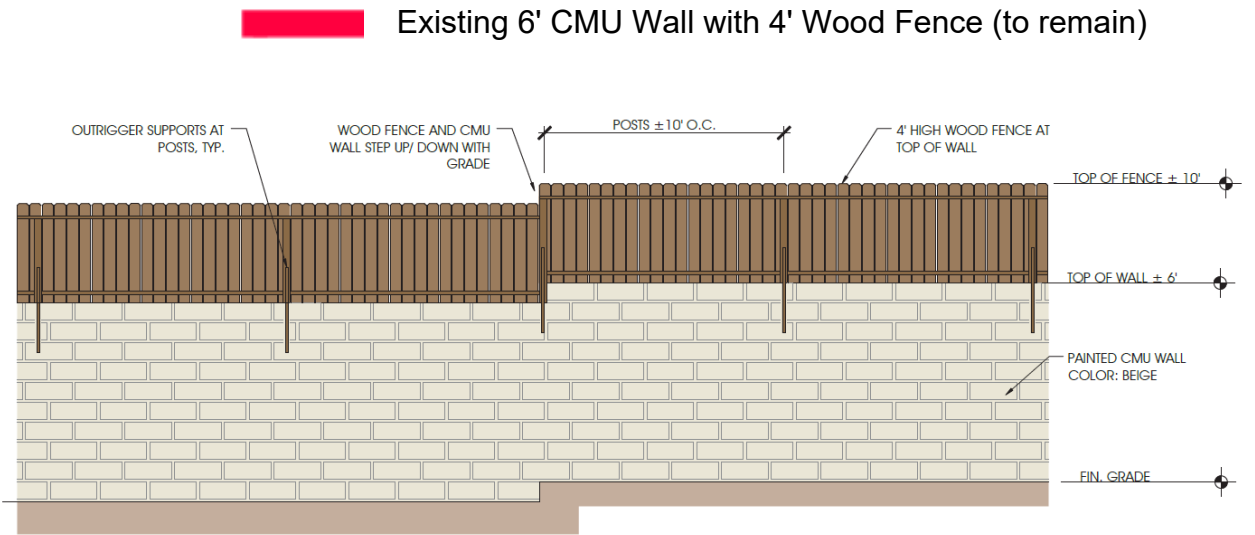 Existing 6' CMU Wall with 4' Wood Fence (to remain)
OUTRIGGER SUPPORTS AT
POSTS, TYP.
WOOD FENCE AND CMU
WALL STEP UP/ DOWN WITH
GRADE
POSTS ±10' O.C.
4' HIGH WOOD FENCE AT
TOP OF WALL
TOP OF FENCE ± 10'
TOP OF WALL ± 6'
PAINTED CMU WALL
COLOR: BEIGE
FIN. GRADE